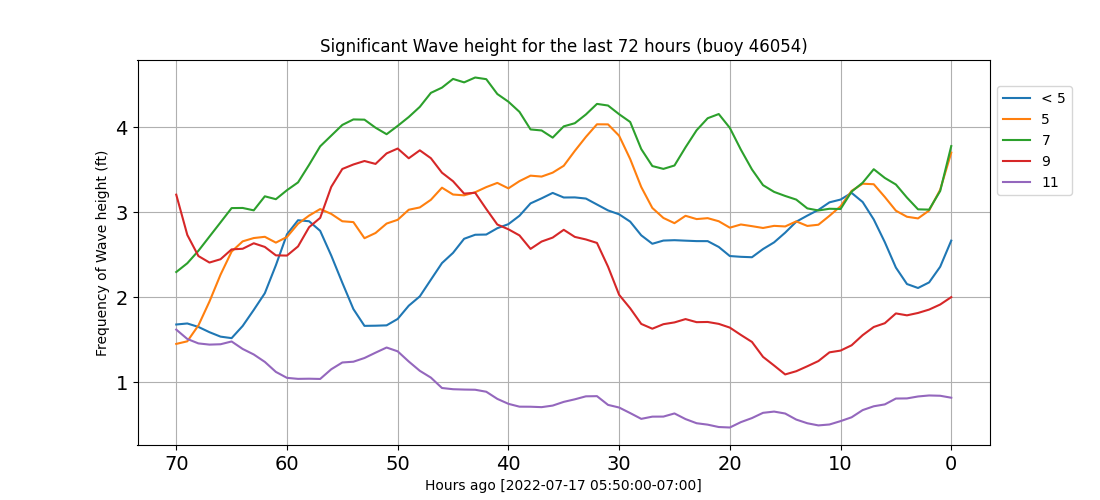 Significant Wave height for the last 72 hours (buoy 46054)
< 5
5
7
9
11
Frequency of Wave height (ft)
4
3
2
1
70 60 50 40 30 20 10 0
Hours ago [2022-07-17 05:50:00-07:00]